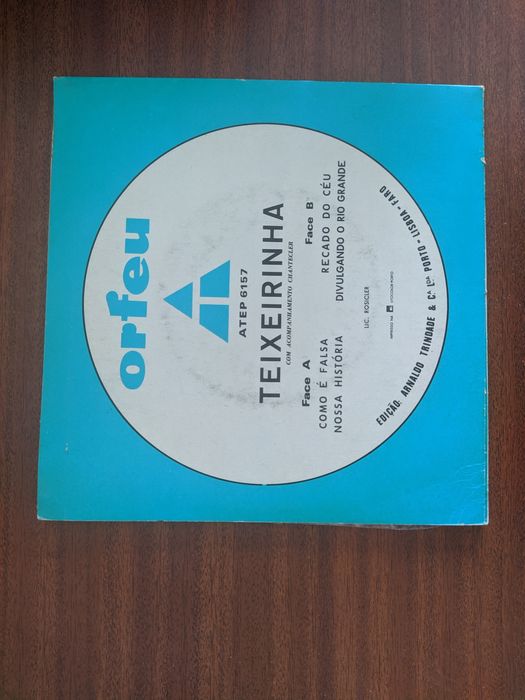 orfeu
ATEP 6157
TEIXEIRINHA
COM ACOMPANHAMENTO CHANTECLER
Face A
COMO É FALSA
NOSSA HISTÓRIA
Face B
RECADO DO CÉU
DIVULGANDO O RIO GRANDE
LIC. ROSICLER
EDIÇÃO: ARNALDO TRINDADE & Cª. Lᴰᴬ. PORTO - LISBOA - FARO